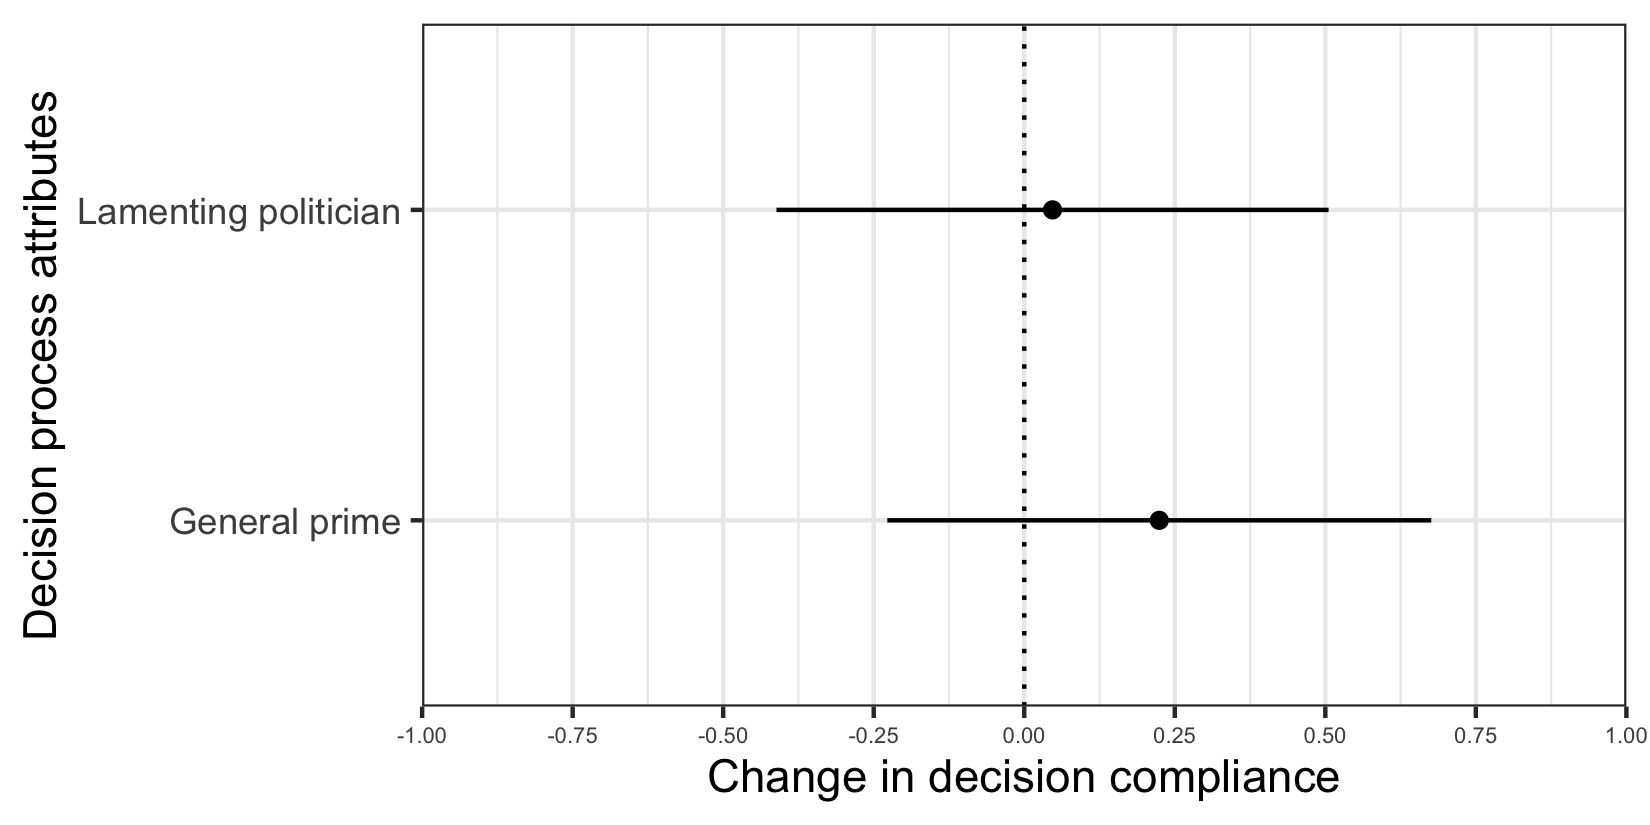 Decision process attributes
Lamenting politician
General prime
-1.00 -0.75 -0.50 -0.25 0.00 0.25 0.50 0.75 1.00
Change in decision compliance